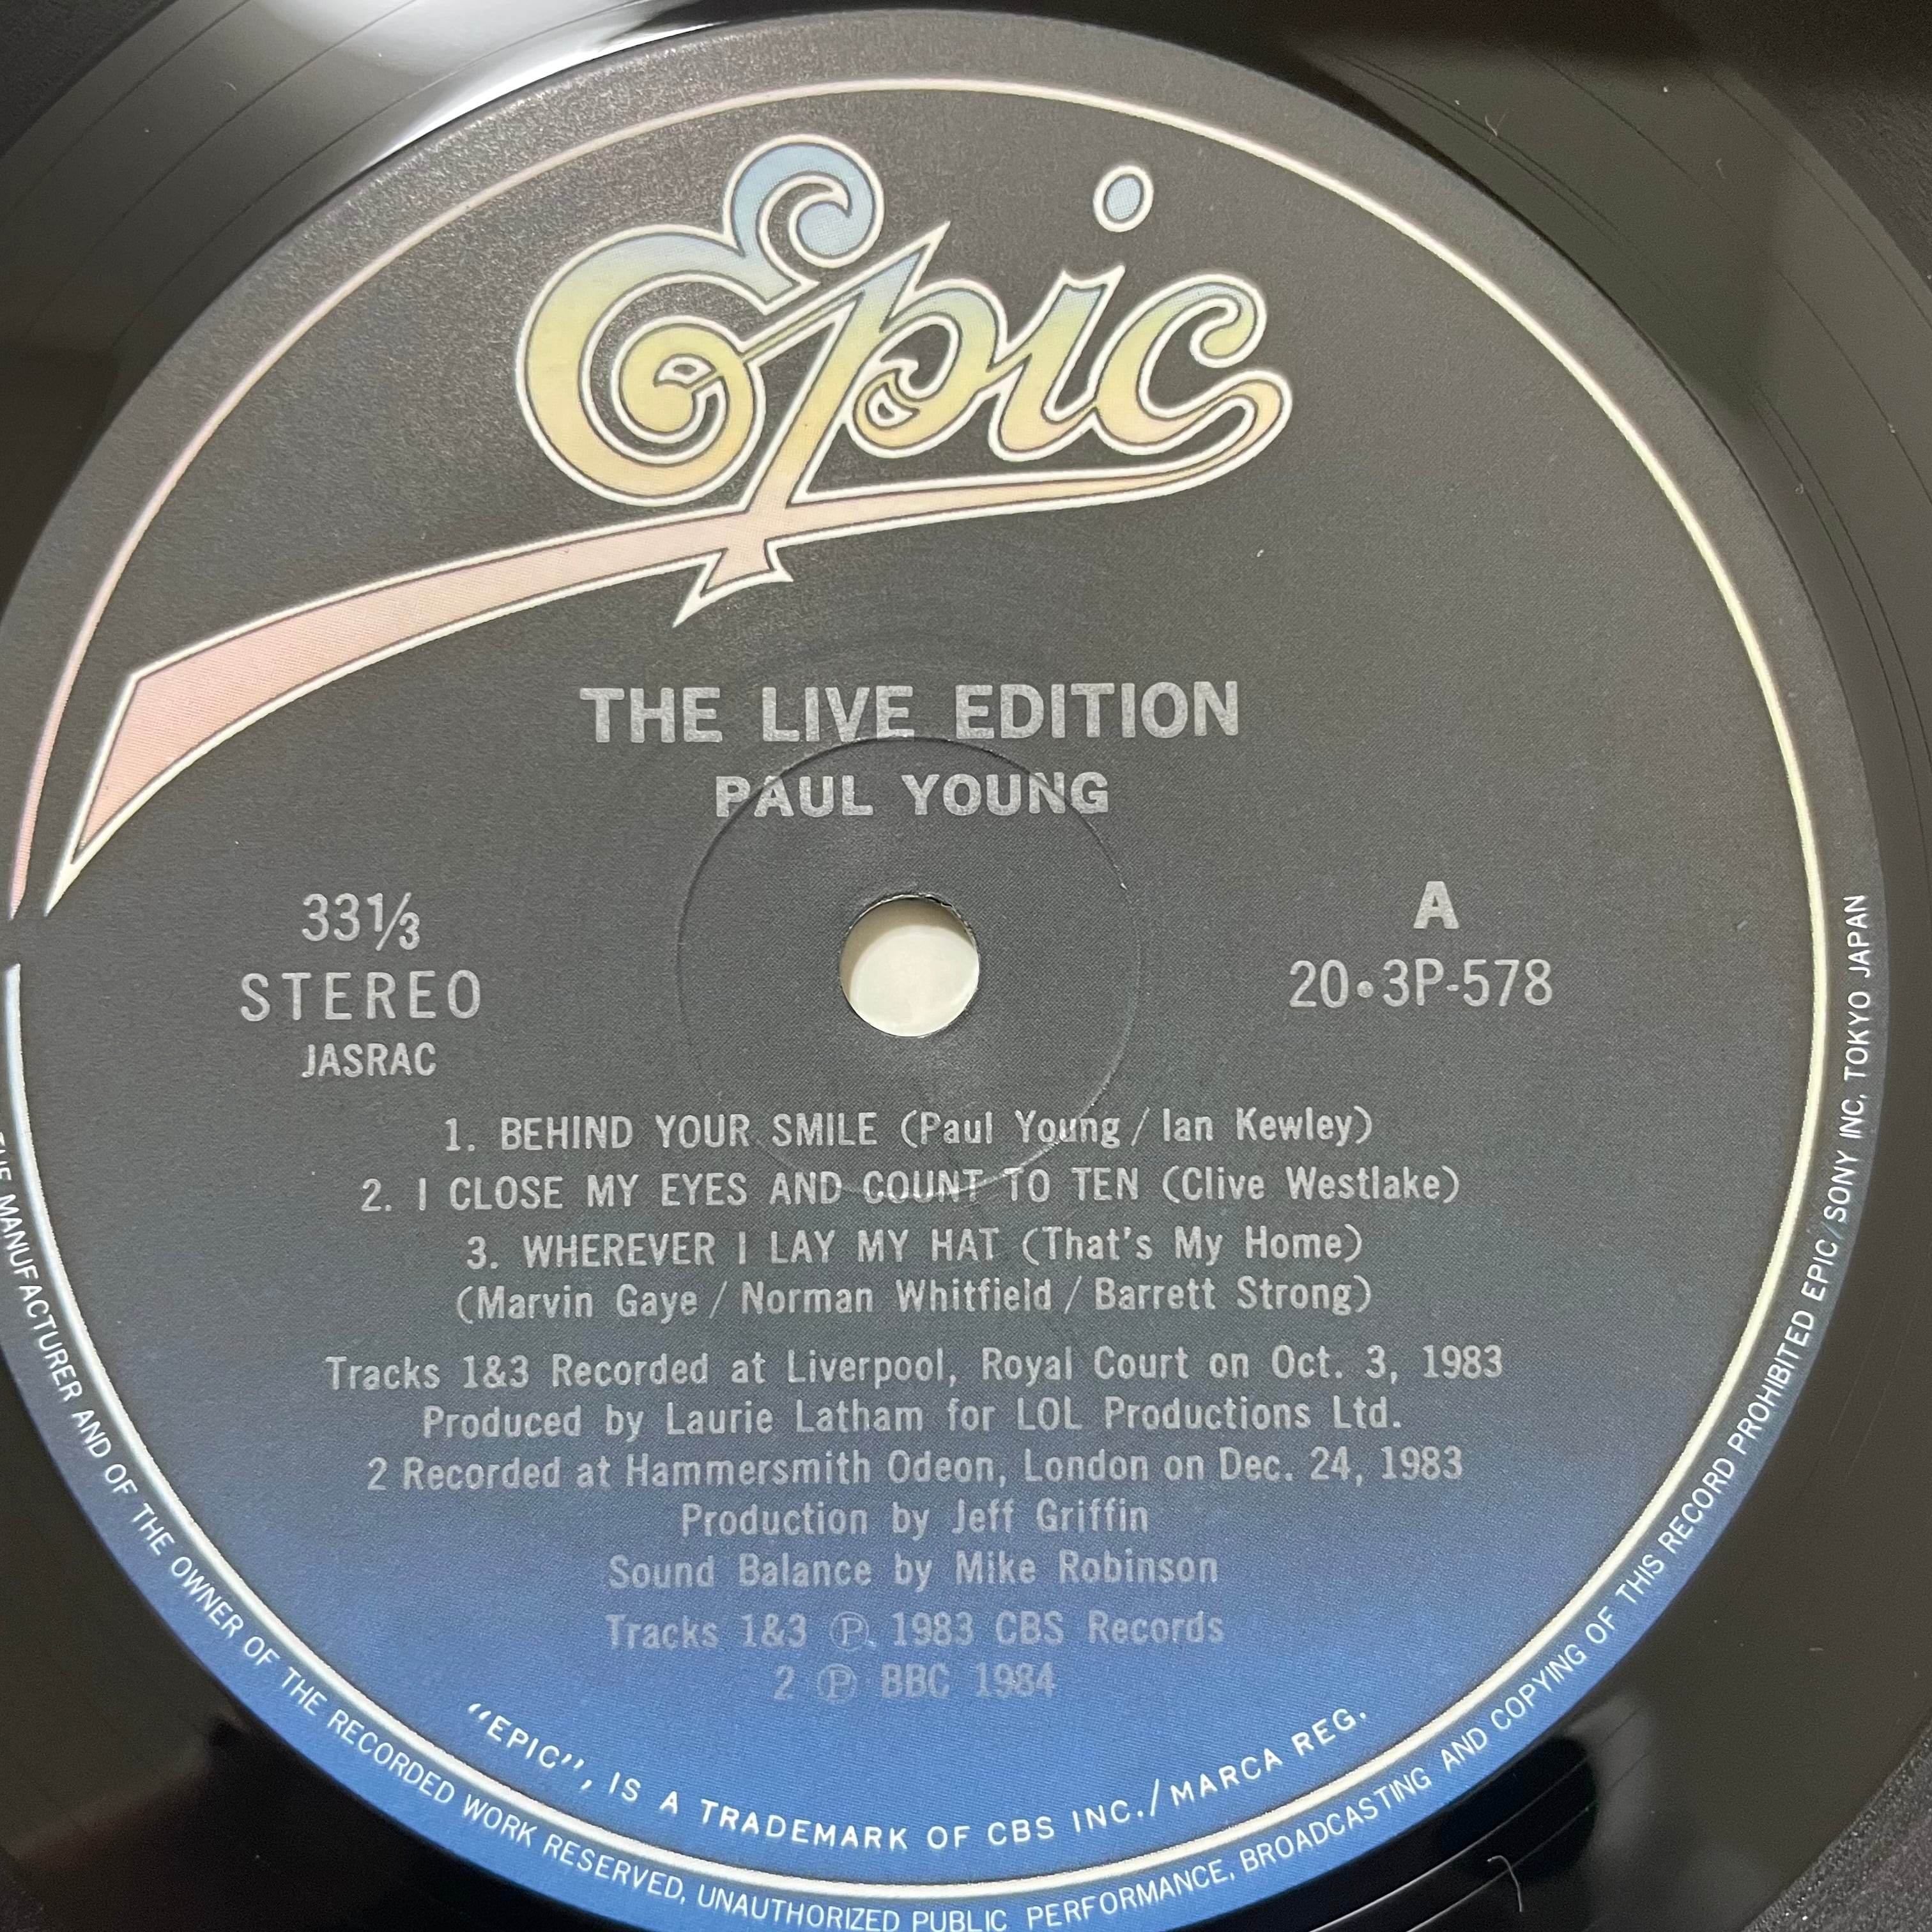 Epic
THE LIVE EDITION
PAUL YOUNG
33⅓
STEREO
JASRAC
A
20•3P-578
1. BEHIND YOUR SMILE (Paul Young / Ian Kewley)
2. I CLOSE MY EYES AND COUNT TO TEN (Clive Westlake)
3. WHEREVER I LAY MY HAT (That's My Home)
(Marvin Gaye / Norman Whitfield / Barrett Strong)
Tracks 1&3 Recorded at Liverpool, Royal Court on Oct. 3, 1983
Produced by Laurie Latham for LOL Productions Ltd.
2 Recorded at Hammersmith Odeon, London on Dec. 24, 1983
Production by Jeff Griffin
Sound Balance by Mike Robinson
Tracks 1&3 Ⓟ 1983 CBS Records
2 Ⓟ BBC 1984
"EPIC", IS A TRADEMARK OF CBS INC./MARCA REG.
MANUFACTURER AND OF THE OWNER OF THE RECORDED WORK RESERVED, UNAUTHORIZED PUBLIC PERFORMANCE, BROADCASTING AND COPYING OF THIS RECORD PROHIBITED EPIC/SONY INC. TOKYO JAPAN